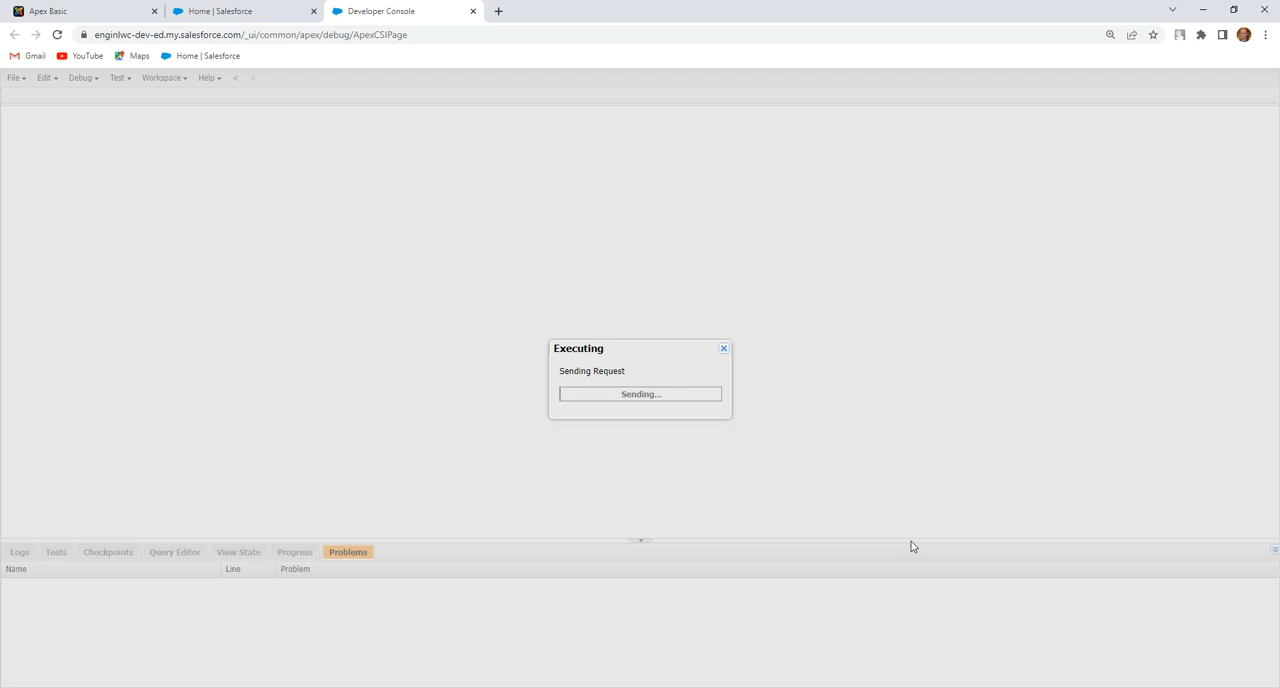 Apex Basic
Home | Salesforce
Developer Console
enginlwc-dev-ed.my.salesforce.com/_ui/common/apex/debug/ApexCSIPage
Gmail
YouTube
Maps
Home | Salesforce
File
Edit
Debug
Test
Workspace
Help
<
>
Executing
Sending Request
Sending...
Logs
Tests
Checkpoints
Query Editor
View State
Progress
Problems
Name
Line
Problem